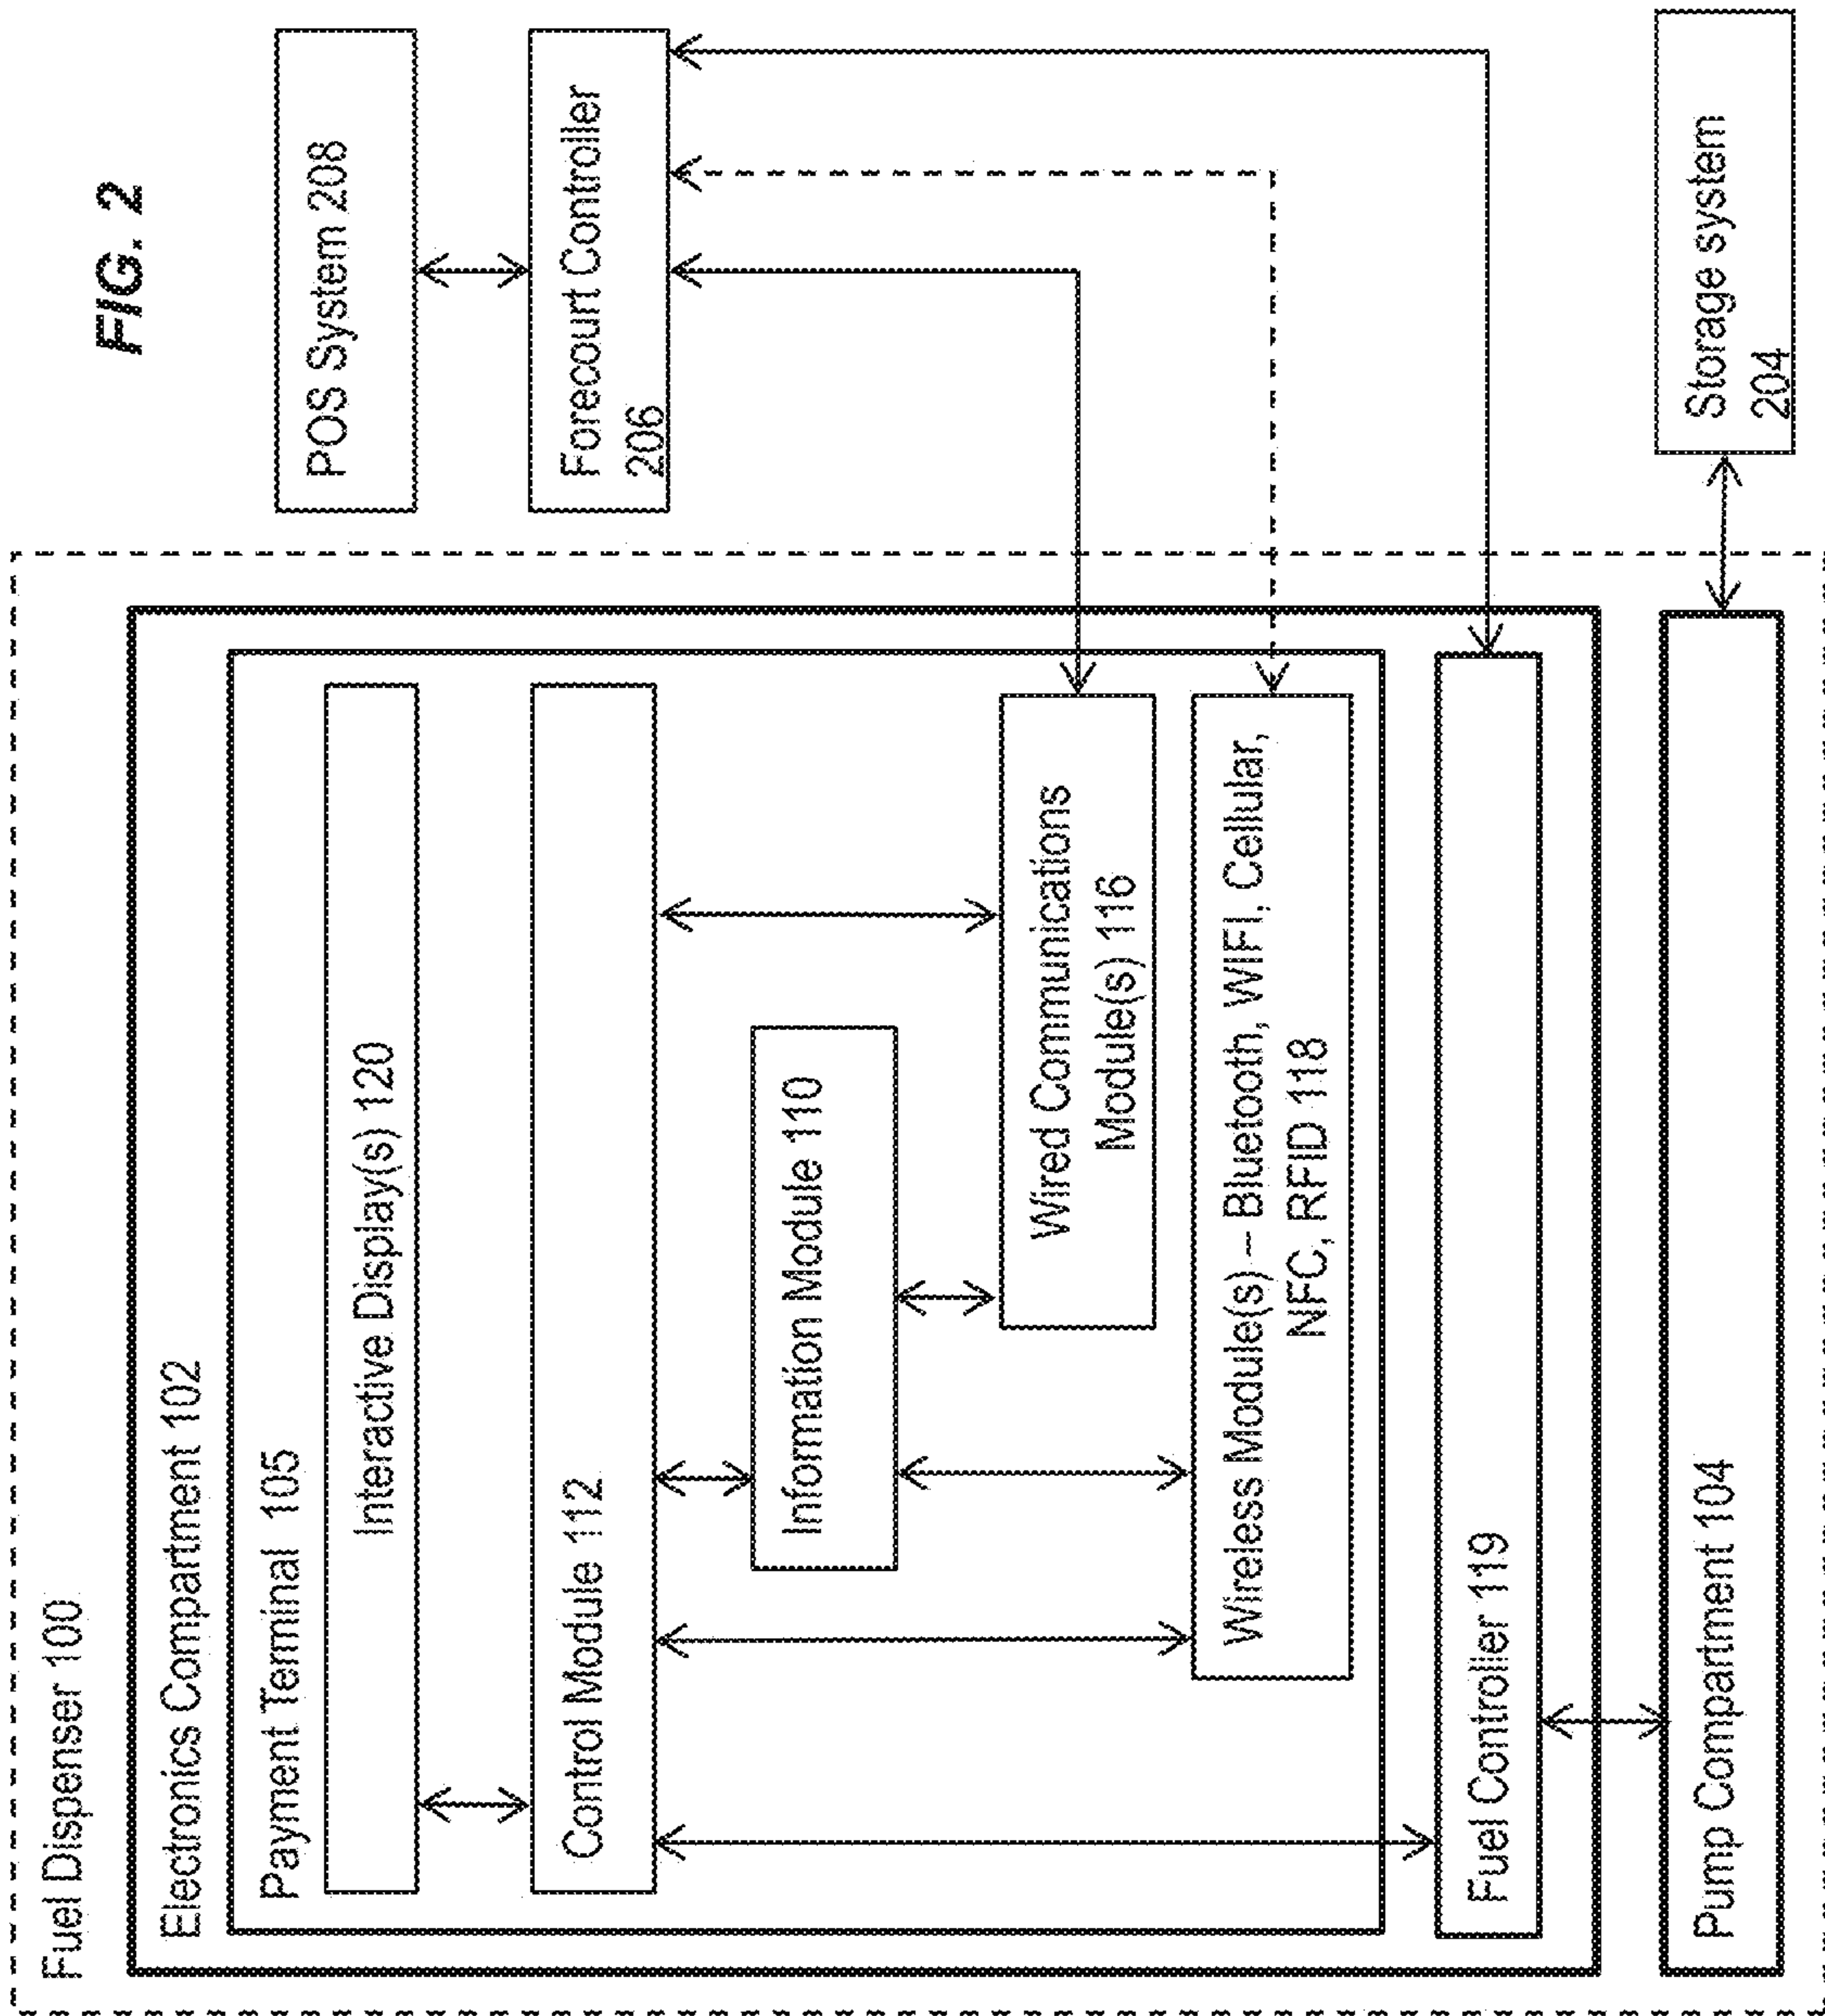 FIG. 2
Fuel Dispenser 100
Electronics Compartment 102
Payment Terminal 105
Interactive Display(s) 120
Control Module 112
Information Module 110
Wired Communications
Module(s) 116
Wireless Module(s) – Bluetooth, WIFI, Cellular,
NFC, RFID 118
Fuel Controller 119
Pump Compartment 104
POS System 208
Forecourt Controller
206
Storage system
204